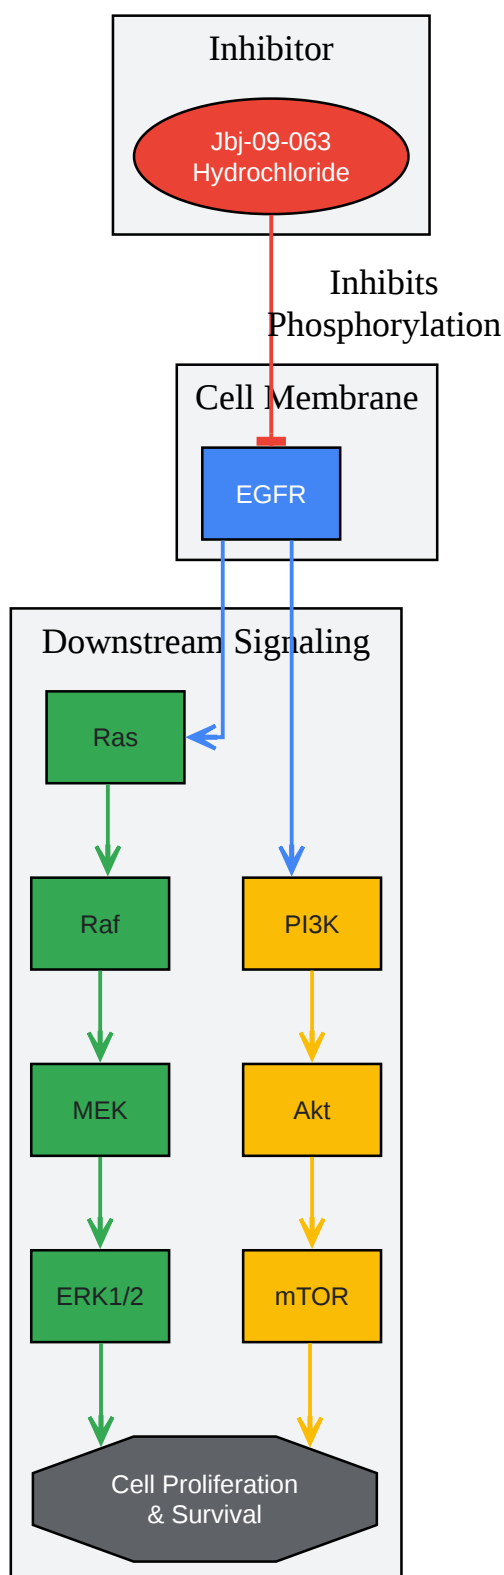 Inhibitor
Jbj-09-063
Hydrochloride
Inhibits
Phosphorylation
Cell Membrane
EGFR
Downstream Signaling
Ras
Raf
PI3K
MEK
Akt
ERK1/2
mTOR
Cell Proliferation
& Survival